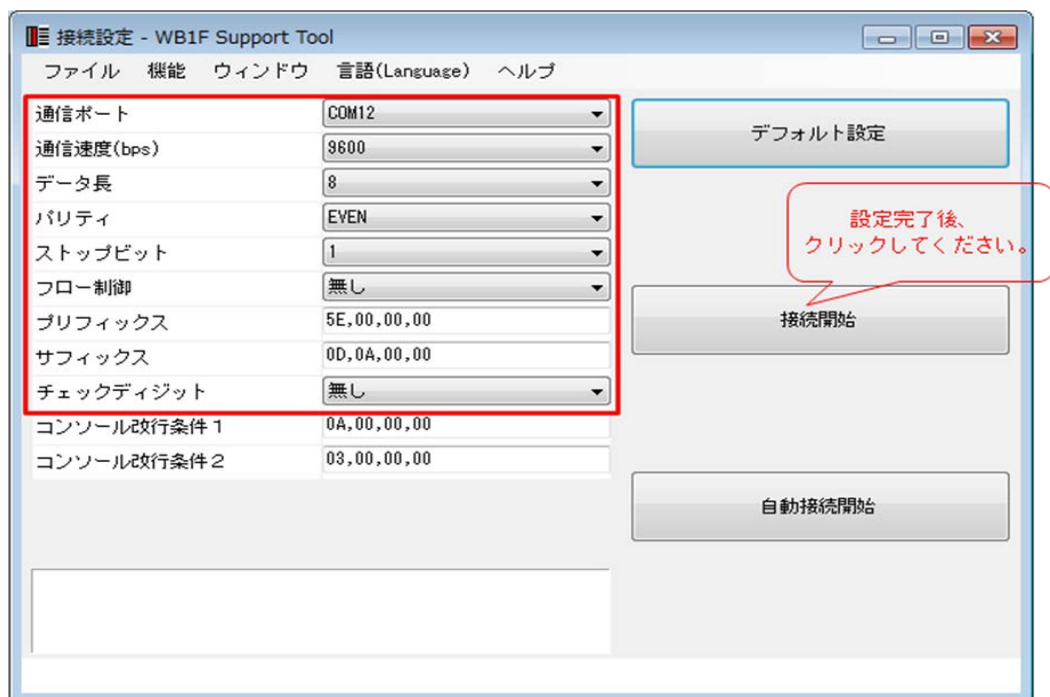 接続設定 - WB1F Support Tool
ファイル 機能 ウィンドウ 言語(Language) ヘルプ
通信ポート COM12
通信速度(bps) 9600
データ長 8
パリティ EVEN
ストップビット 1
フロー制御 無し
プリフィックス 5E,00,00,00
サフィックス 0D,0A,00,00
チェックディジット 無し
コンソール改行条件1 0A,00,00,00
コンソール改行条件2 03,00,00,00
デフォルト設定
設定完了後、
クリックしてください。
接続開始
自動接続開始